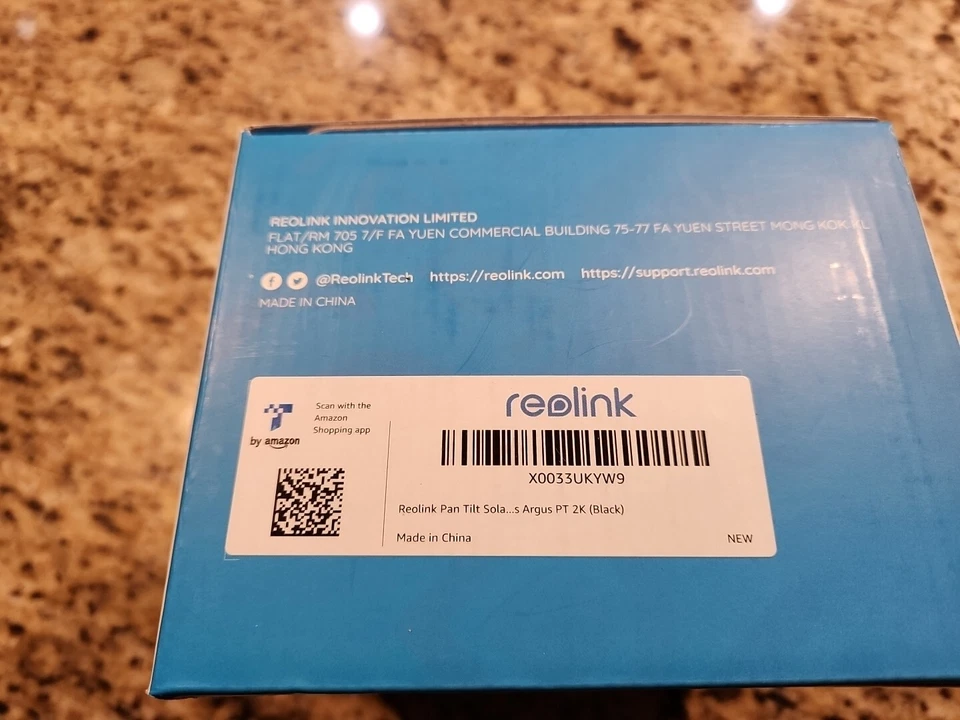 REOLINK INNOVATION LIMITED
FLAT/RM 705 7/F FA YUEN COMMERCIAL BUILDING 75-77 FA YUEN STREET MONG KOK KL
HONG KONG
@ReolinkTech https://reolink.com https://support.reolink.com
MADE IN CHINA
Scan with the
Amazon
Shopping app
by amazon
reolink
X0033UKYW9
Reolink Pan Tilt Sola...s Argus PT 2K (Black)
Made in China NEW